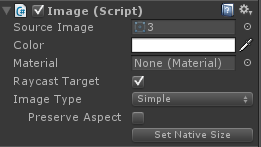 Image (Script)
Source Image 3
Color
Material None (Material)
Raycast Target
Image Type Simple
Preserve Aspect
Set Native Size